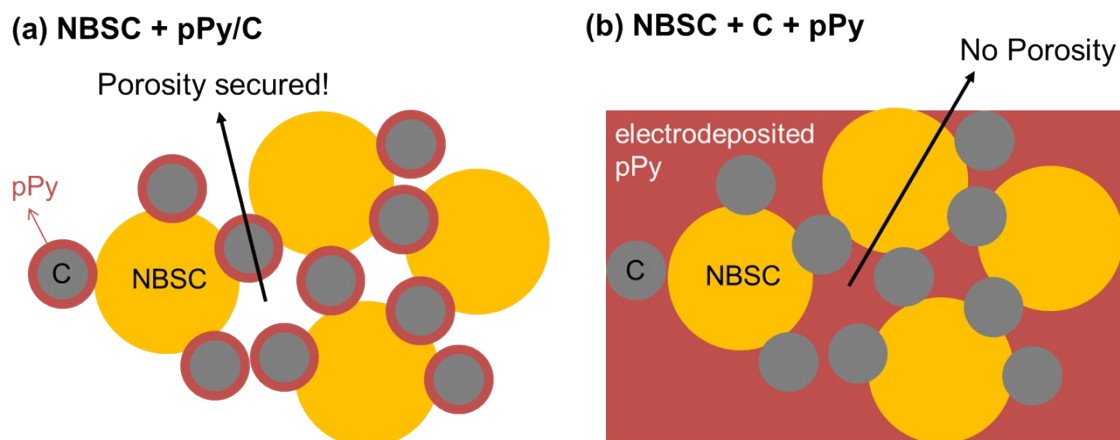 (a) NBSC + pPy/C
Porosity secured!
pPy
C
NBSC
(b) NBSC + C + pPy
No Porosity
electrodeposited
pPy
C
NBSC